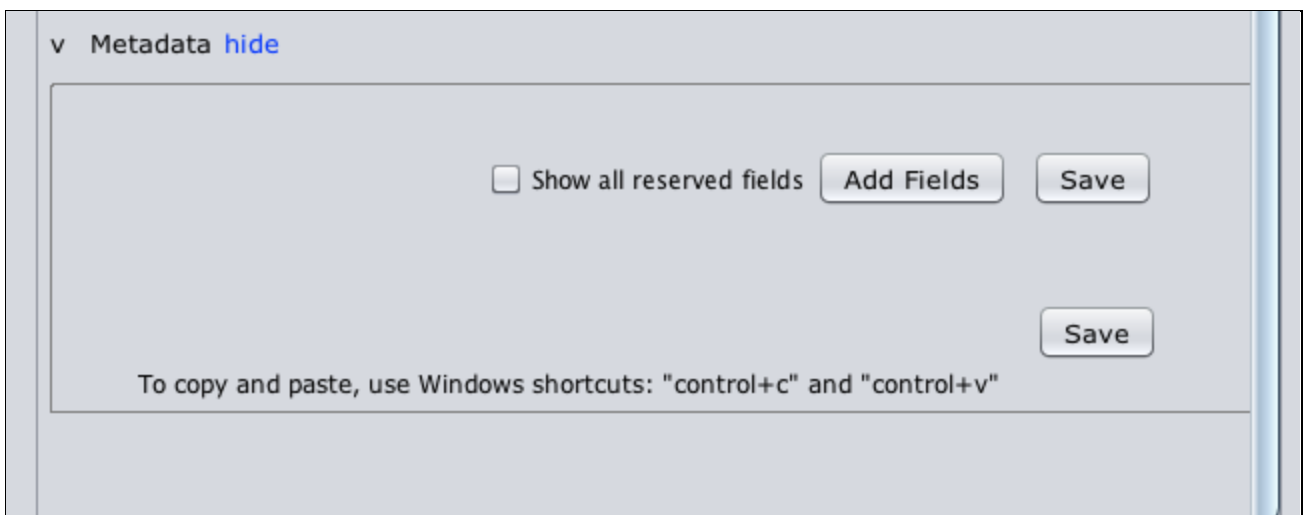 v Metadata hide
Show all reserved fields Add Fields Save
Save
To copy and paste, use Windows shortcuts: "control+c" and "control+v"